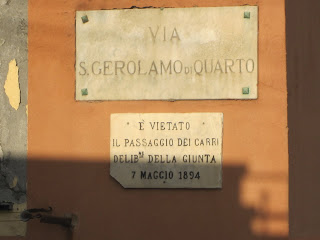 VIA
S. GEROLAMO DI QUARTO
È VIETATO
IL PASSAGGIO DEI CARRI
DELIB.NE DELLA GIUNTA
7 MAGGIO 1894